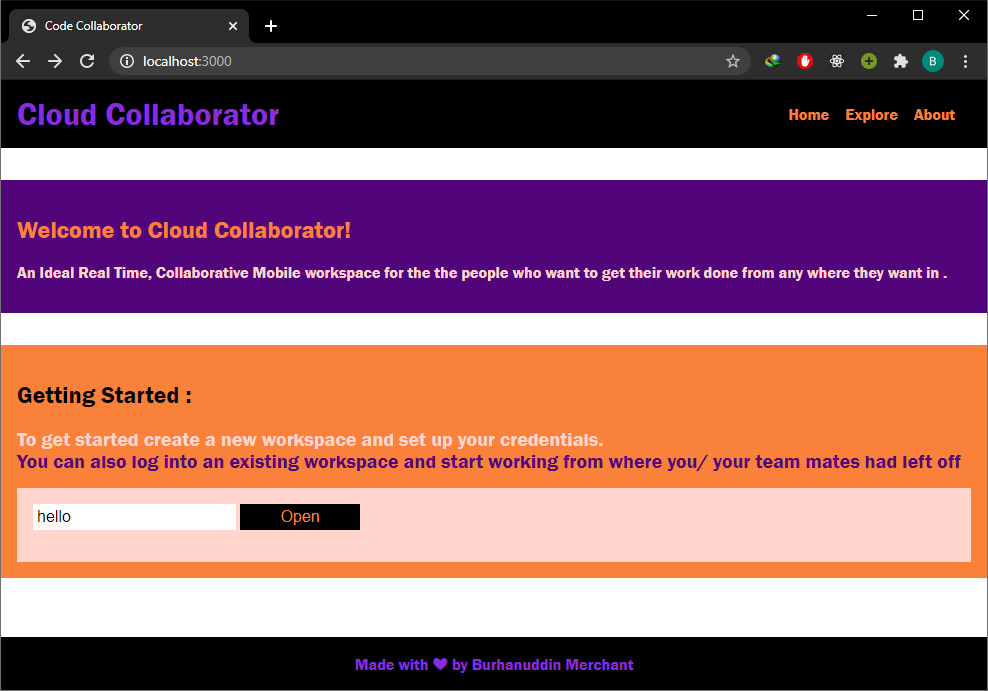 Code Collaborator
localhost:3000
B
Cloud Collaborator
Home Explore About
Welcome to Cloud Collaborator!
An Ideal Real Time, Collaborative Mobile workspace for the the people who want to get their work done from any where they want in .
Getting Started :
To get started create a new workspace and set up your credentials.
You can also log into an existing workspace and start working from where you/ your team mates had left off
hello Open
Made with ❤ by Burhanuddin Merchant